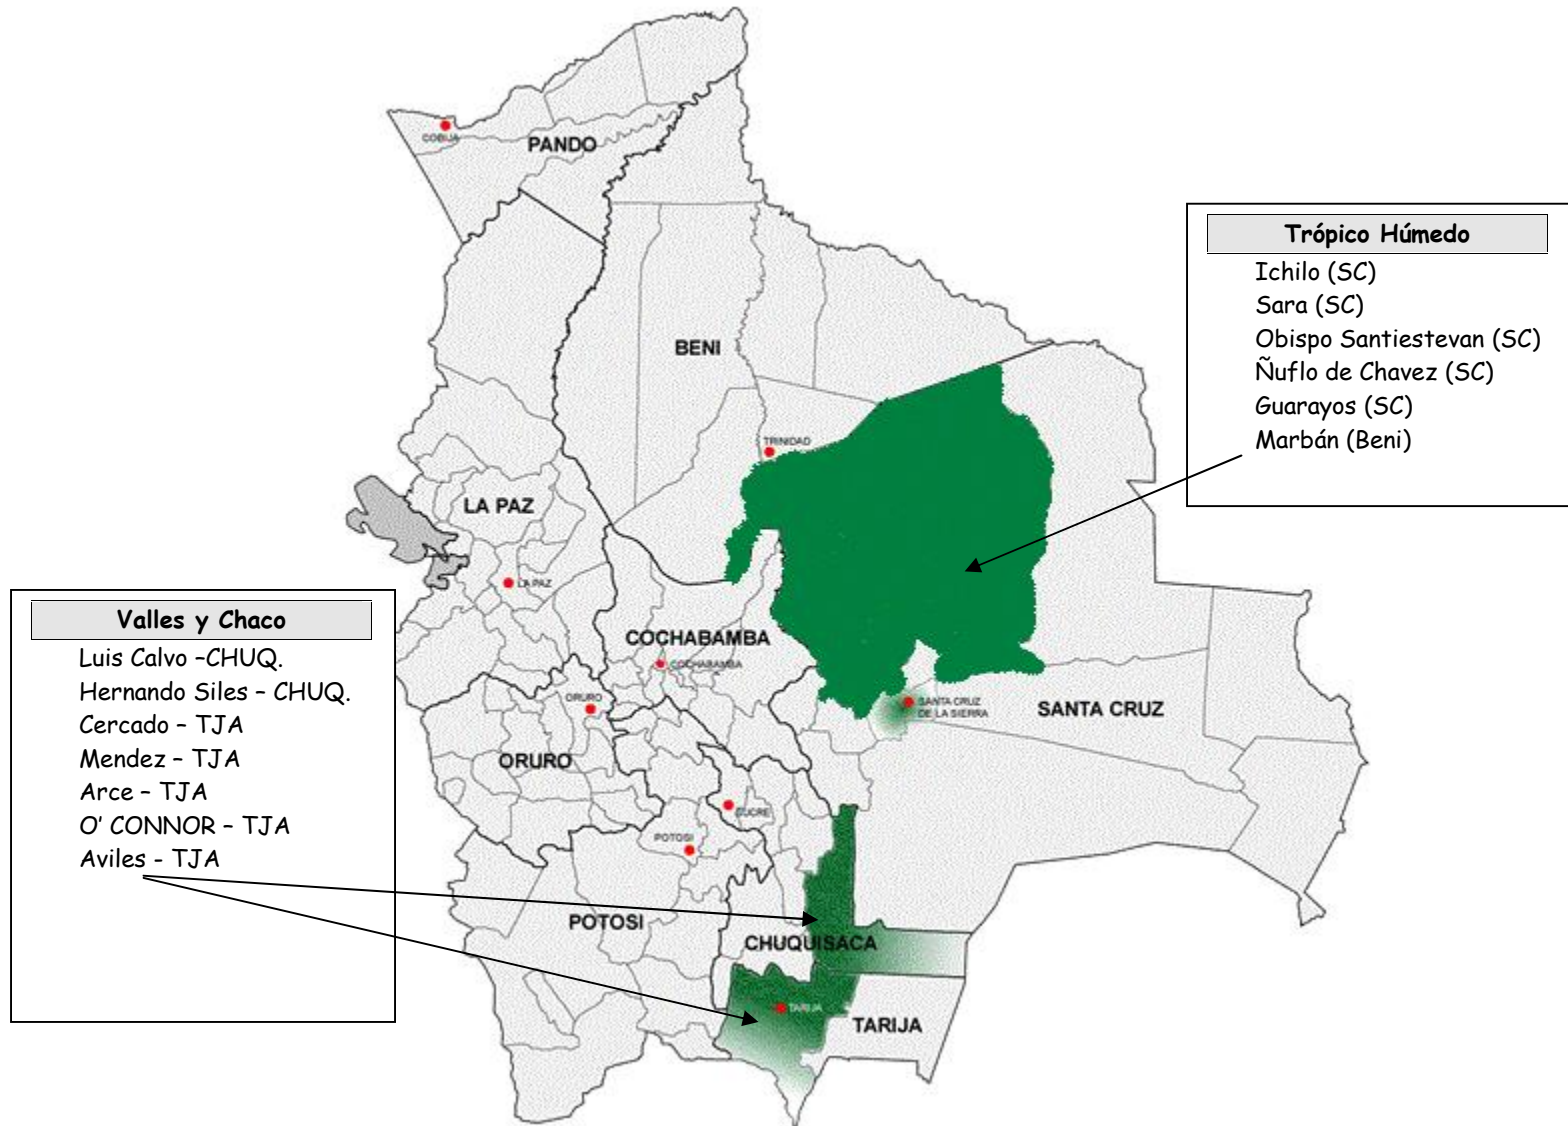 COBIJA
PANDO
Trópico Húmedo
Ichilo (SC)
Sara (SC)
Obispo Santiestevan (SC)
Ñuflo de Chavez (SC)
Guarayos (SC)
Marbán (Beni)
BENI
TRINIDAD
LA PAZ
LA PAZ
Valles y Chaco
Luis Calvo –CHUQ.
Hernando Siles – CHUQ.
Cercado – TJA
Mendez – TJA
Arce – TJA
O' CONNOR – TJA
Aviles - TJA
COCHABAMBA
COCHABAMBA
ORURO
SANTA CRUZ
DE LA SIERRA
SANTA CRUZ
ORURO
SUCRE
POTOSI
POTOSI
CHUQUISACA
TARIJA
TARIJA